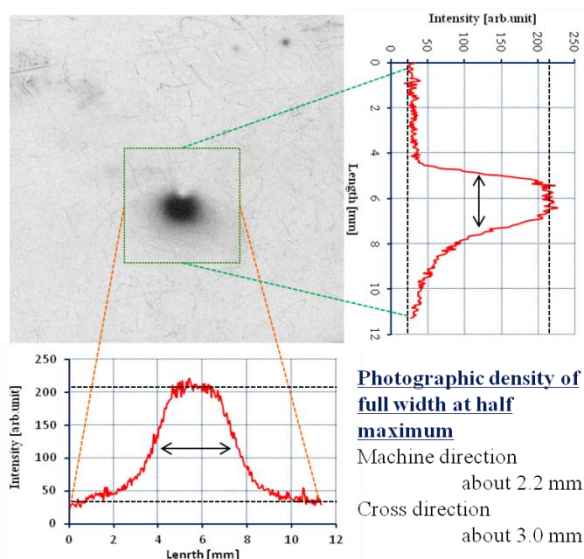 Intensity [arb.unit]
0 50 100 150 200 250
0
2
4
6
8
10
12
Length [mm]
250
200
150
100
50
0
Intensity [arb.unit]
0 2 4 6 8 10 12
Lenrth [mm]
Photographic density of
full width at half
maximum
Machine direction
about 2.2 mm
Cross direction
about 3.0 mm